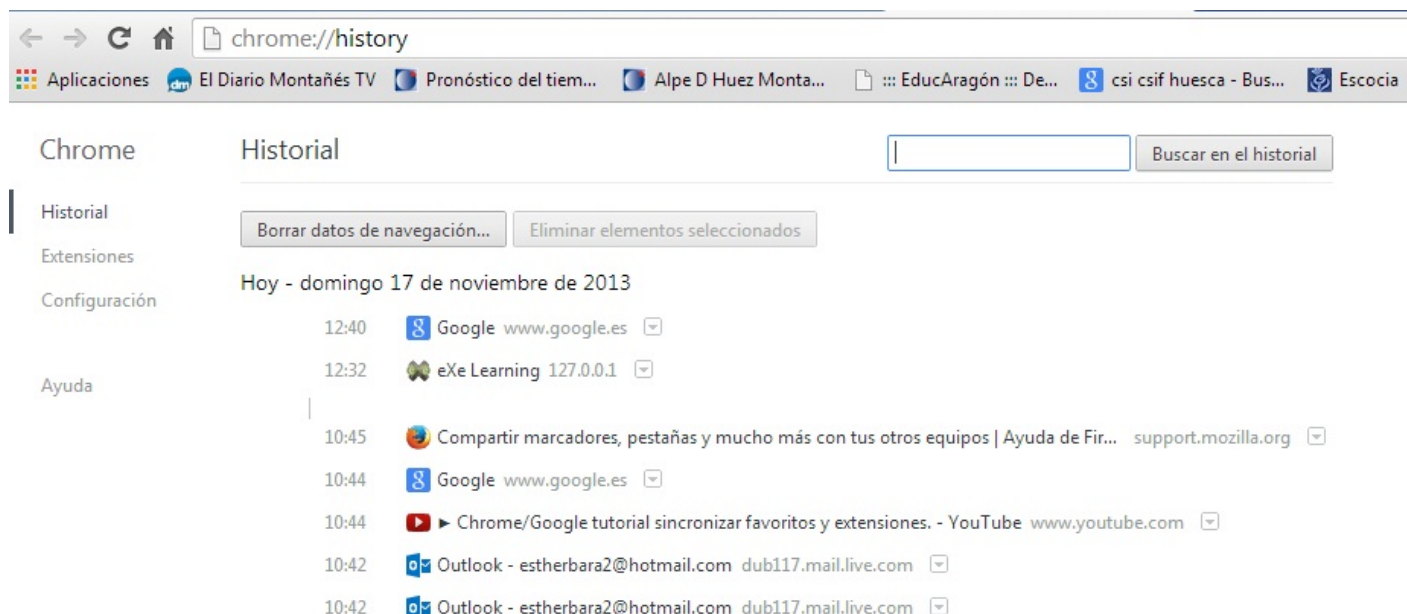 chrome://history
Aplicaciones dm El Diario Montañés TV Pronóstico del tiem... Alpe D Huez Monta... ::: EducAragón ::: De... 8 csi csif huesca - Bus... Escocia
Chrome Historial Buscar en el historial
Historial
Borrar datos de navegación... Eliminar elementos seleccionados
Extensiones
Hoy - domingo 17 de noviembre de 2013
Configuración
12:40 8 Google www.google.es
12:32 eXe Learning 127.0.0.1
Ayuda
10:45 Compartir marcadores, pestañas y mucho más con tus otros equipos | Ayuda de Fir... support.mozilla.org
10:44 8 Google www.google.es
10:44 ► Chrome/Google tutorial sincronizar favoritos y extensiones. - YouTube www.youtube.com
10:42 Outlook - estherbara2@hotmail.com dub117.mail.live.com
10:42 Outlook - estherbara2@hotmail.com dub117.mail.live.com